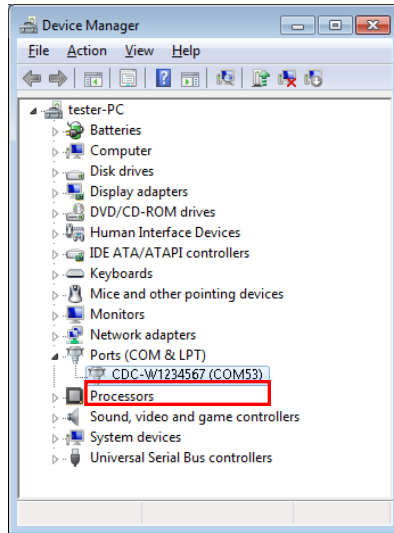 Device Manager
File Action View Help
tester-PC
Batteries
Computer
Disk drives
Display adapters
DVD/CD-ROM drives
Human Interface Devices
IDE ATA/ATAPI controllers
Keyboards
Mice and other pointing devices
Monitors
Network adapters
Ports (COM & LPT)
CDC-W1234567 (COM53)
Processors
Sound, video and game controllers
System devices
Universal Serial Bus controllers